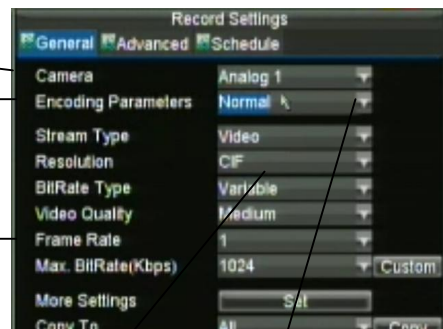 Record Settings
General Advanced Schedule
Camera Analog 1
Encoding Parameters Normal
Stream Type Video
Resolution CIF
BitRate Type Variable
Video Quality Medium
Frame Rate 1
Max. BitRate(Kbps) 1024 Custom
More Settings Set
Copy To All Copy